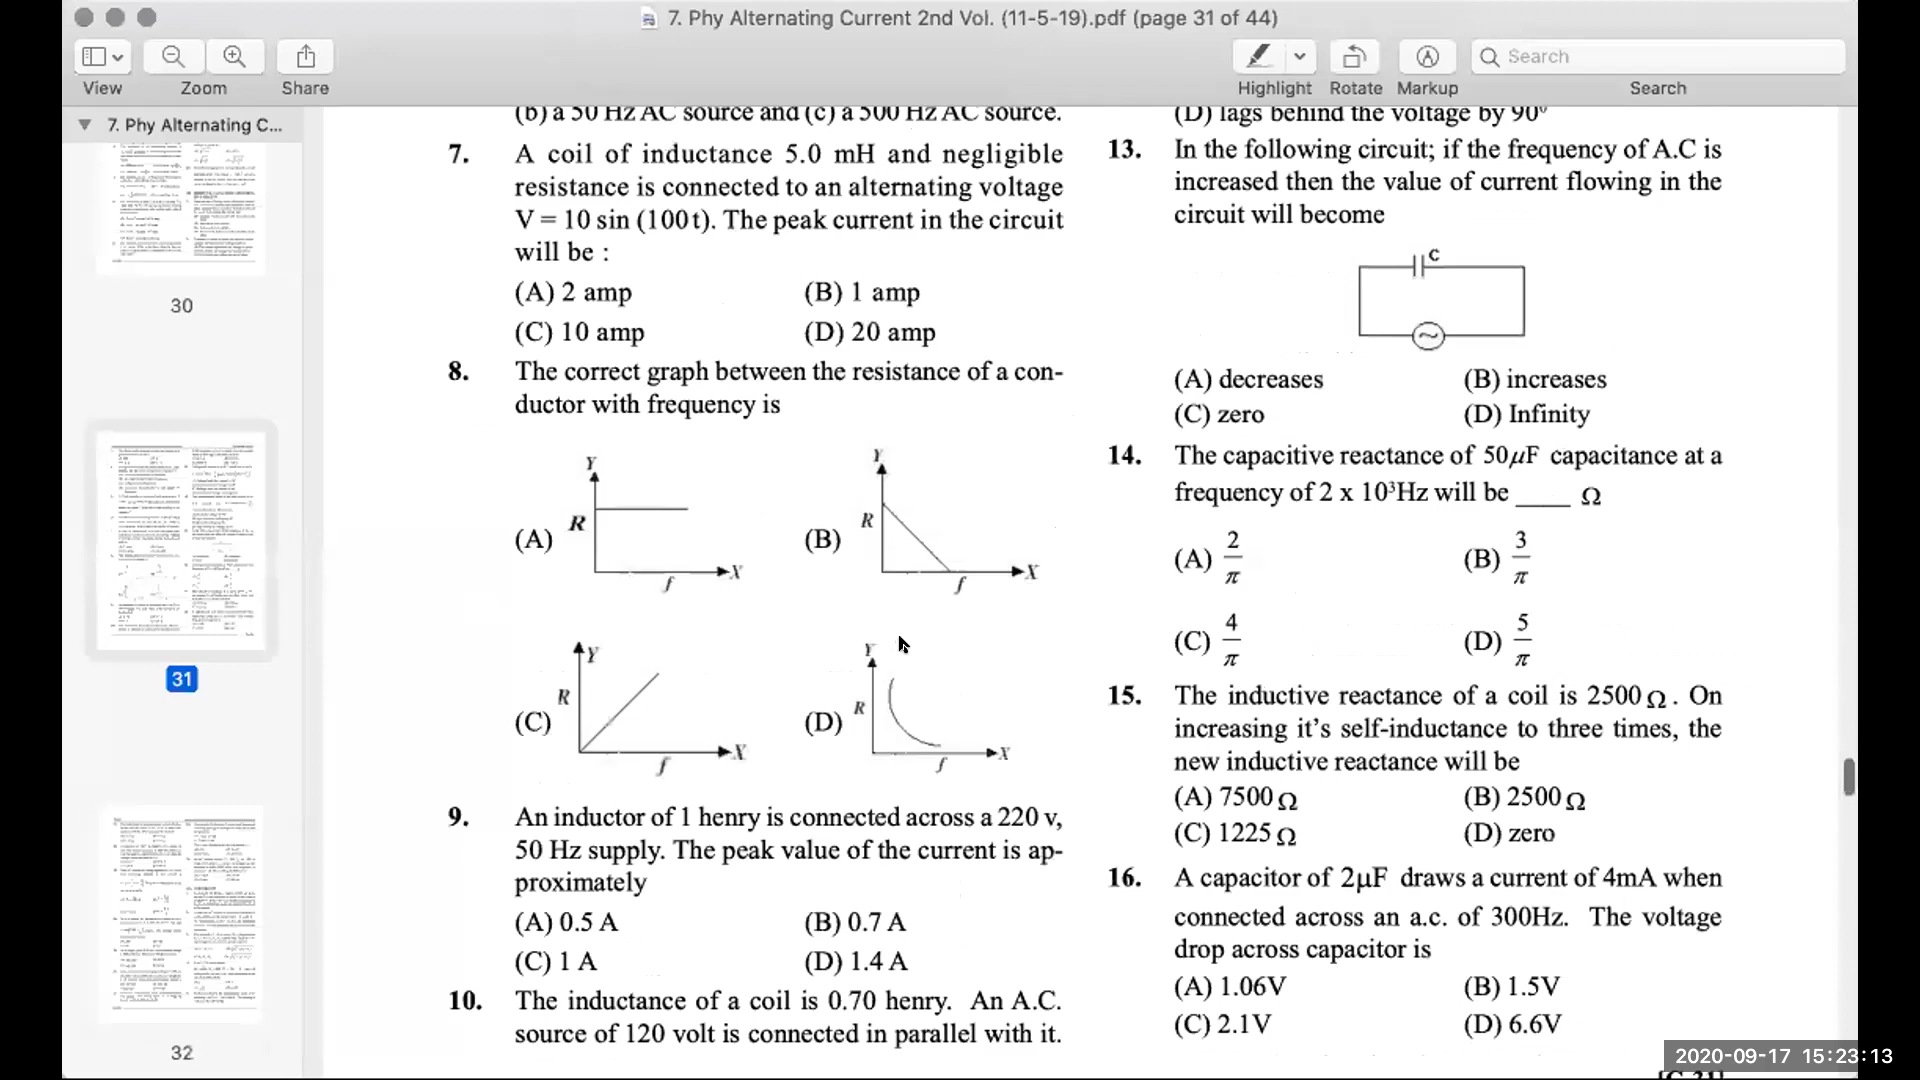 7. Phy Alternating Current 2nd Vol. (11-5-19).pdf (page 31 of 44)
View
Zoom
Share
Highlight
Rotate
Markup
Search
Search
7. Phy Alternating C...
30
31
32
(b) a 50 Hz AC source and (c) a 500 Hz AC source.
7. A coil of inductance 5.0 mH and negligible
resistance is connected to an alternating voltage
V = 10 sin (100t). The peak current in the circuit
will be :
(A) 2 amp (B) 1 amp
(C) 10 amp (D) 20 amp
8. The correct graph between the resistance of a con-
ductor with frequency is
(A) Y R f X
(B) Y R f X
(C) Y R f X
(D) Y R f X
9. An inductor of 1 henry is connected across a 220 v,
50 Hz supply. The peak value of the current is ap-
proximately
(A) 0.5 A (B) 0.7 A
(C) 1 A (D) 1.4 A
10. The inductance of a coil is 0.70 henry. An A.C.
source of 120 volt is connected in parallel with it.
(D) lags behind the voltage by 90⁰
13. In the following circuit; if the frequency of A.C is
increased then the value of current flowing in the
circuit will become
C
~
(A) decreases (B) increases
(C) zero (D) Infinity
14. The capacitive reactance of 50μF capacitance at a
frequency of 2 x 10³Hz will be ____ Ω
(A) 2/π (B) 3/π
(C) 4/π (D) 5/π
15. The inductive reactance of a coil is 2500 Ω. On
increasing it's self-inductance to three times, the
new inductive reactance will be
(A) 7500 Ω (B) 2500 Ω
(C) 1225 Ω (D) zero
16. A capacitor of 2μF draws a current of 4mA when
connected across an a.c. of 300Hz. The voltage
drop across capacitor is
(A) 1.06V (B) 1.5V
(C) 2.1V (D) 6.6V
2020-09-17 15:23:13